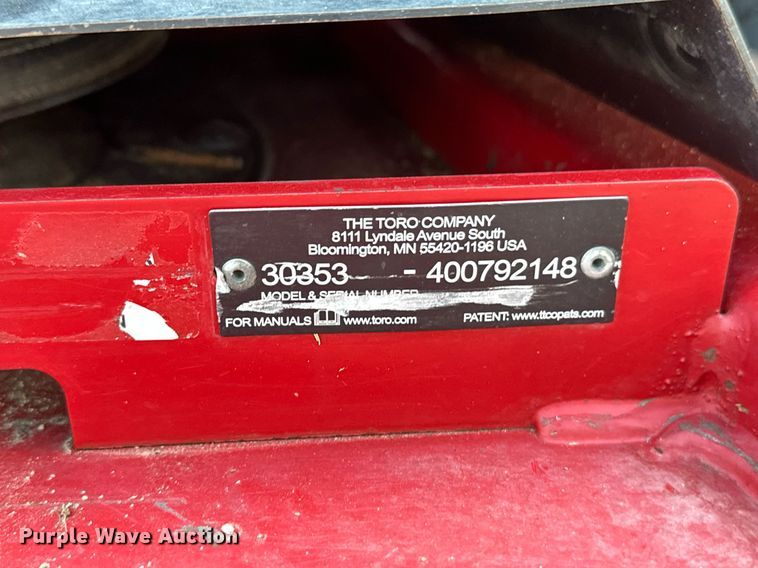 THE TORO COMPANY
8111 Lyndale Avenue South
Bloomington, MN 55420-1196 USA
30353 - 400792148
MODEL & SERIAL NUMBER
FOR MANUALS www.toro.com PATENT: www.ttcopats.com
Purple Wave Auction